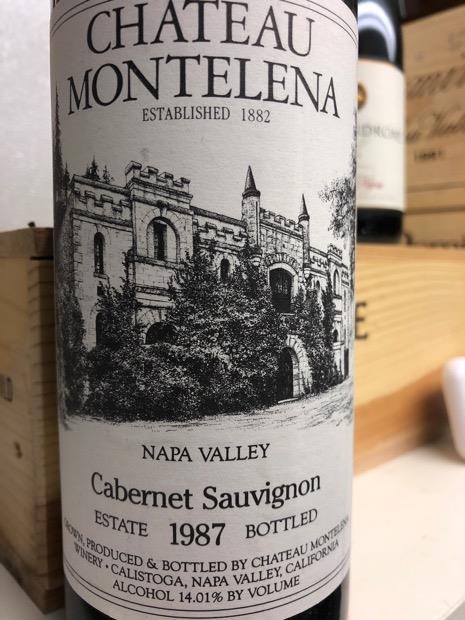 CHATEAU
MONTELENA
ESTABLISHED 1882
NAPA VALLEY
Cabernet Sauvignon
ESTATE 1987 BOTTLED
GROWN, PRODUCED & BOTTLED BY CHATEAU MONTELENA
WINERY • CALISTOGA, NAPA VALLEY, CALIFORNIA
ALCOHOL 14.01% BY VOLUME
E